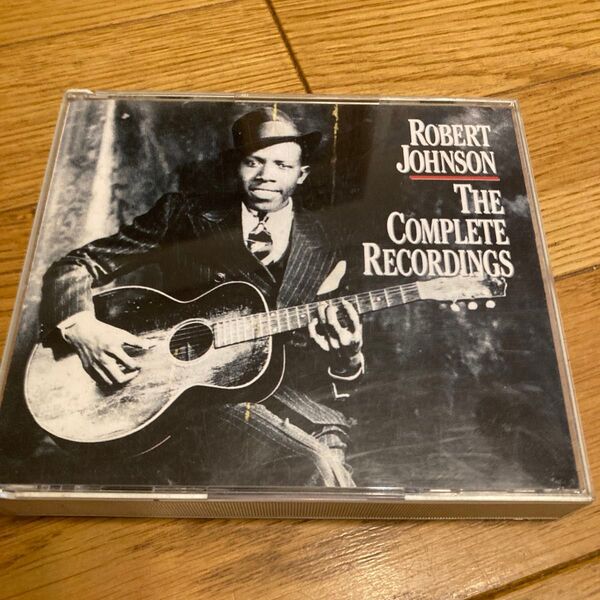 ROBERT
JOHNSON
THE
COMPLETE
RECORDINGS